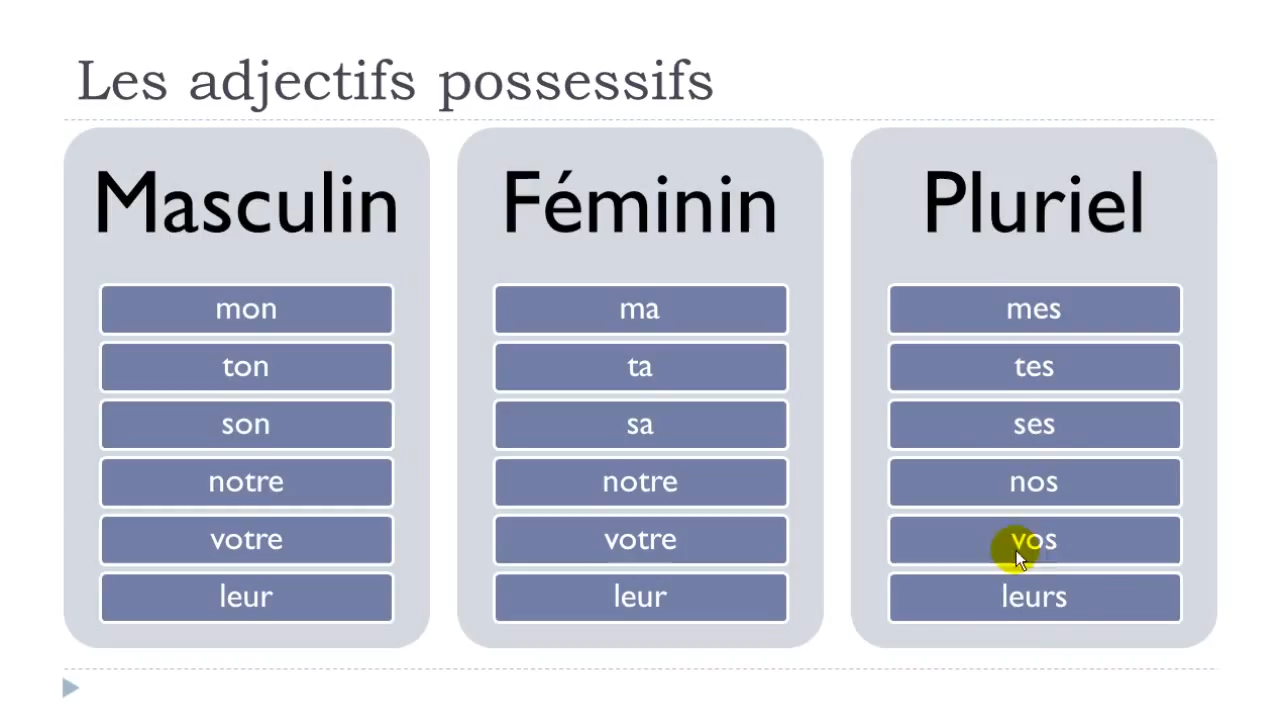 Les adjectifs possessifs
Masculin
mon
ton
son
notre
votre
leur
Féminin
ma
ta
sa
notre
votre
leur
Pluriel
mes
tes
ses
nos
vos
leurs